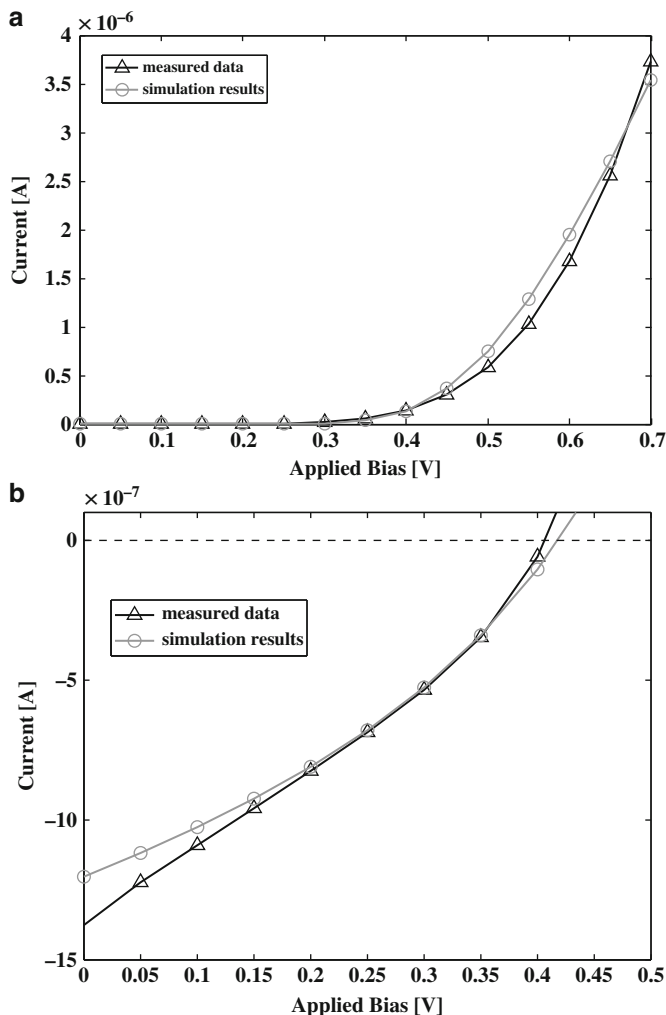 a
× 10⁻⁶
4
3.5
3
2.5
2
1.5
1
0.5
0
Current [A]
measured data
simulation results
0 0.1 0.2 0.3 0.4 0.5 0.6 0.7
Applied Bias [V]
b
× 10⁻⁷
0
−5
−10
−15
Current [A]
measured data
simulation results
0 0.05 0.1 0.15 0.2 0.25 0.3 0.35 0.4 0.45 0.5
Applied Bias [V]